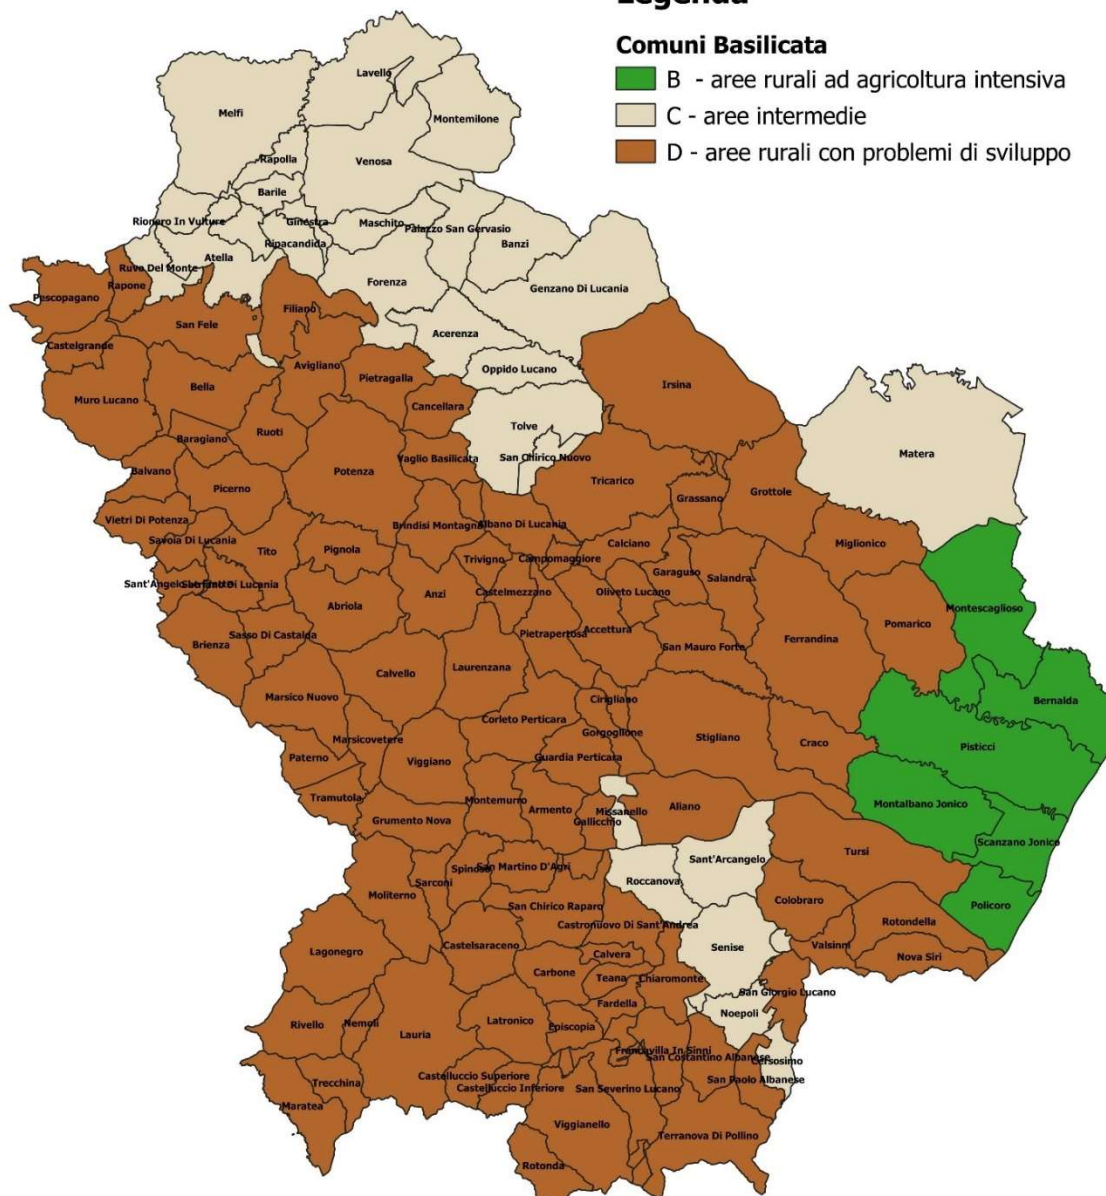 Legenda
Comuni Basilicata
B - aree rurali ad agricoltura intensiva
C - aree intermedie
D - aree rurali con problemi di sviluppo
Lavello
Melfi
Montemilone
Rapolla
Venosa
Barile
Rionero In Vulture
Ginestra
Maschito
Palazzo San Gervasio
Banzi
Ripacandida
Atella
Ruvo Del Monte
Rapone
Pescopagano
Forenza
Genzano Di Lucania
Filiano
San Fele
Acerenza
Castelgrande
Oppido Lucano
Avigliano
Pietragalla
Irsina
Bella
Muro Lucano
Cancellara
Tolve
Ruoti
Baragiano
Matera
Vaglio Basilicata
San Chirico Nuovo
Balvano
Potenza
Tricarico
Grassano
Grottole
Picerno
Vietri Di Potenza
Brindisi Montagna
Albano Di Lucania
Savoia Di Lucania
Tito
Pignola
Calciano
Miglionico
Trivigno
Campomaggiore
Garaguso
Salandra
Sant'Angelo Le Fratte
Satriano Di Lucania
Anzi
Castelmezzano
Oliveto Lucano
Abriola
Montescaglioso
Pomarico
Sasso Di Castalda
Brienza
Pietrapertosa
Accettura
Ferrandina
San Mauro Forte
Calvello
Laurenzana
Marsico Nuovo
Cirigliano
Bernalda
Corleto Perticara
Gorgoglione
Stigliano
Craco
Marsicovetere
Pisticci
Paterno
Viggiano
Guardia Perticara
Tramutola
Montemurro
Armento
Missanello
Aliano
Montalbano Jonico
Grumento Nova
Gallicchio
Scanzano Jonico
Tursi
Sant'Arcangelo
San Martino D'Agri
Spinoso
Roccanova
Sarconi
Moliterno
Colobraro
Policoro
San Chirico Raparo
Castronuovo Di Sant'Andrea
Rotondella
Lagonegro
Castelsaraceno
Senise
Valsinni
Calvera
Nova Siri
Carbone
Teana
Chiaromonte
San Giorgio Lucano
Fardella
Noepoli
Rivello
Nemoli
Lauria
Latronico
Episcopia
Francavilla In Sinni
San Costantino Albanese
Cersosimo
Castelluccio Superiore
Trecchina
Castelluccio Inferiore
San Severino Lucano
San Paolo Albanese
Maratea
Viggianello
Terranova Di Pollino
Rotonda